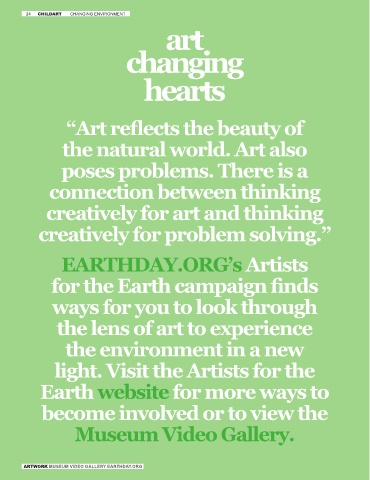 24 CHILDART CHANGING ENVIRONMENT
art
changing
hearts
“Art reflects the beauty of
the natural world. Art also
poses problems. There is a
connection between thinking
creatively for art and thinking
creatively for problem solving.”
EARTHDAY.ORG’s Artists
for the Earth campaign finds
ways for you to look through
the lens of art to experience
the environment in a new
light. Visit the Artists for the
Earth website for more ways to
become involved or to view the
Museum Video Gallery.
ARTWORK MUSEUM VIDEO GALLERY EARTHDAY.ORG